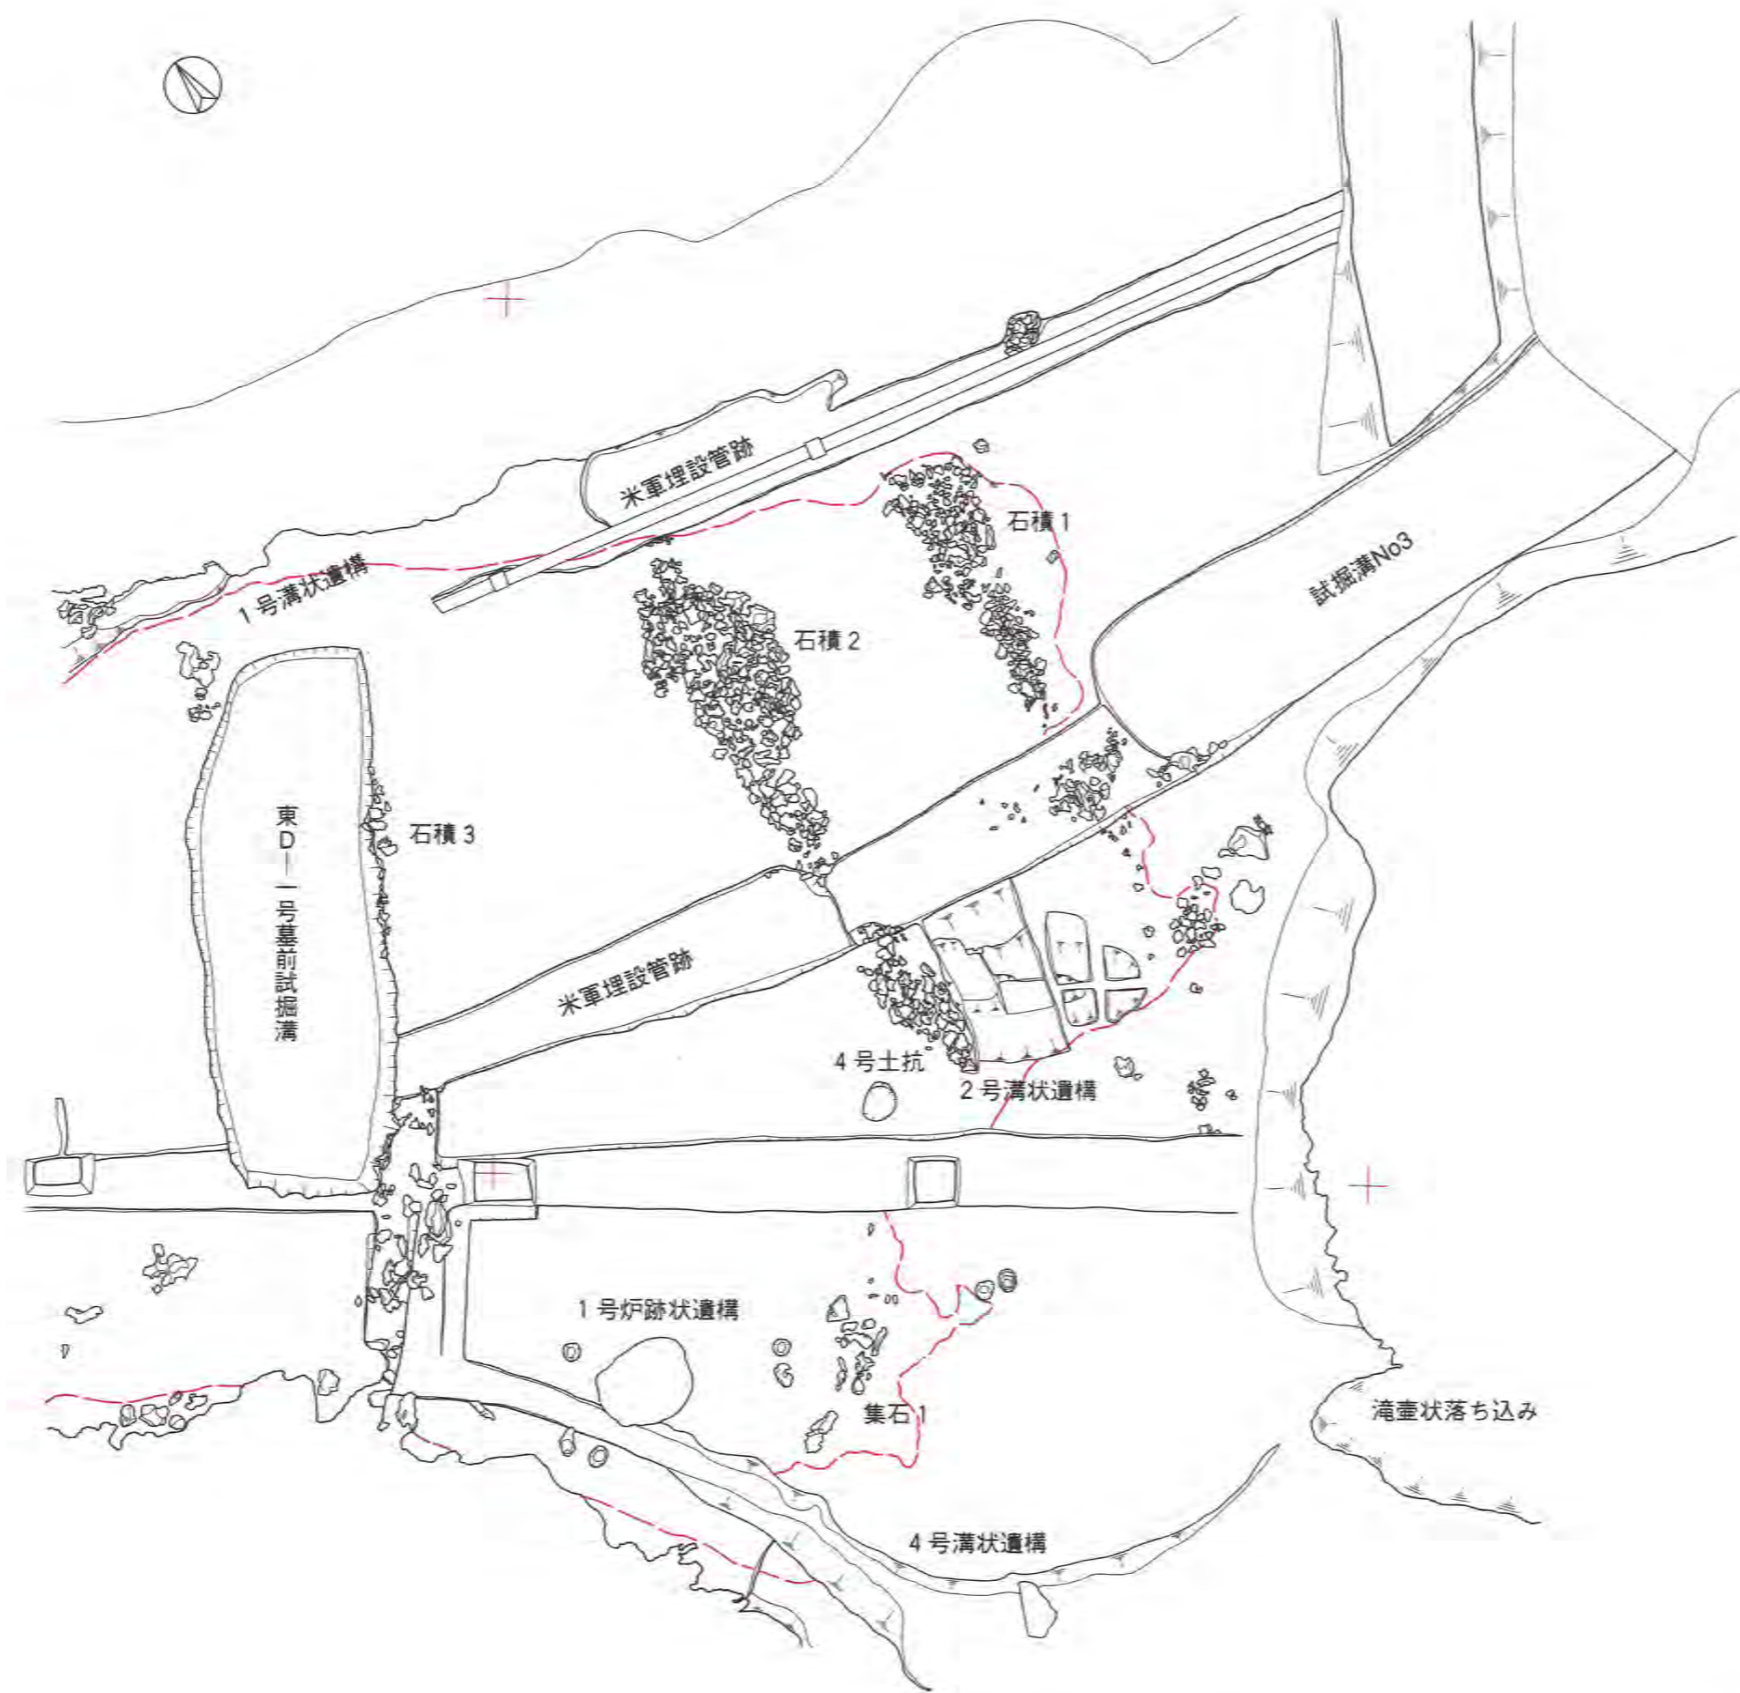 米軍埋設管跡
石積1
1号溝状遺構
試掘溝No3
石積2
東D—一号墓前試掘溝
石積3
米軍埋設管跡
4号土抗
2号溝状遺構
1号炉跡状遺構
集石1
滝壷状落ち込み
4号溝状遺構